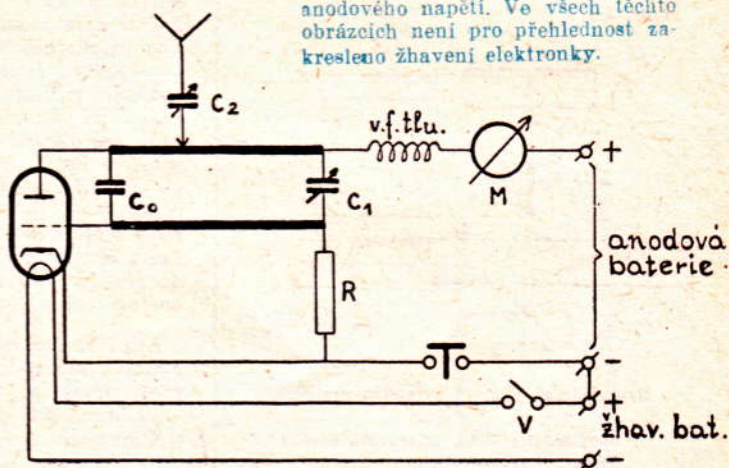 anodového napětí. Ve všech těchto
obrázcích není pro přehlednost za-
kresleno žhavení elektronky.
C2
v.f.tlu.
M
+
Co
C1
R
anodová
baterie
–
V
+
žhav. bat.
–